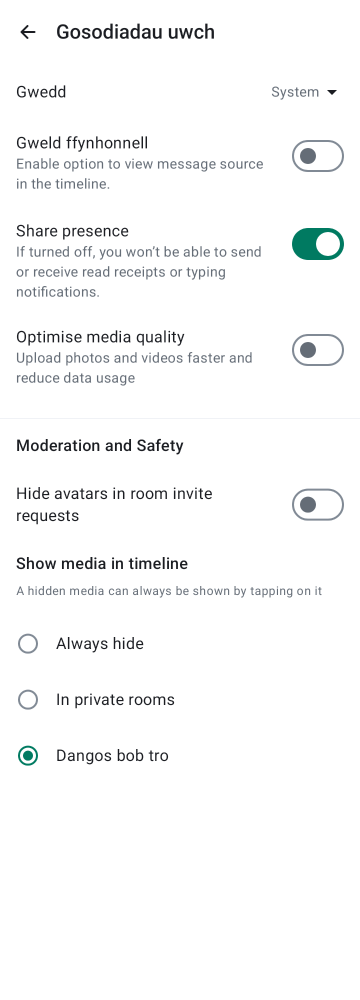 Gosodiadau uwch
Gwedd
System
Gweld ffynhonnell
Enable option to view message source
in the timeline.
Share presence
If turned off, you won’t be able to send
or receive read receipts or typing
notifications.
Optimise media quality
Upload photos and videos faster and
reduce data usage
Moderation and Safety
Hide avatars in room invite
requests
Show media in timeline
A hidden media can always be shown by tapping on it
Always hide
In private rooms
Dangos bob tro